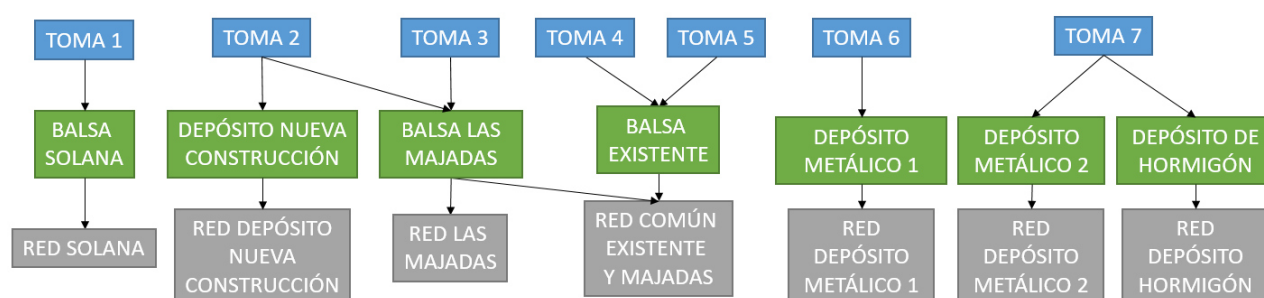 TOMA 1
TOMA 2
TOMA 3
TOMA 4
TOMA 5
TOMA 6
TOMA 7
BALSA
SOLANA
DEPÓSITO NUEVA
CONSTRUCCIÓN
BALSA LAS
MAJADAS
BALSA
EXISTENTE
DEPÓSITO
METÁLICO 1
DEPÓSITO
METÁLICO 2
DEPÓSITO DE
HORMIGÓN
RED SOLANA
RED DEPÓSITO
NUEVA
CONSTRUCCIÓN
RED LAS
MAJADAS
RED COMÚN
EXISTENTE
Y MAJADAS
RED
DEPÓSITO
METÁLICO 1
RED
DEPÓSITO
METÁLICO 2
RED
DEPÓSITO
HORMIGÓN